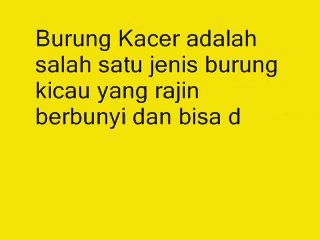 Burung Kacer adalah
salah satu jenis burung
kicau yang rajin
berbunyi dan bisa d